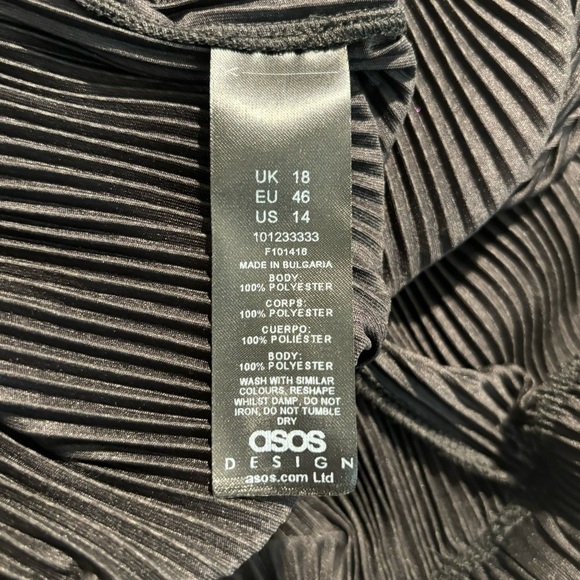 UK 18
EU 46
US 14
101233333
F101416
MADE IN BULGARIA
BODY:
100% POLYESTER
CORPS:
100% POLYESTER
CUERPO:
100% POLIÉSTER
BODY:
100% POLYESTER
WASH WITH SIMILAR
COLOURS, RESHAPE
WHILST DAMP, DO NOT
IRON, DO NOT TUMBLE
DRY
asos
DESIGN
asos.com Ltd